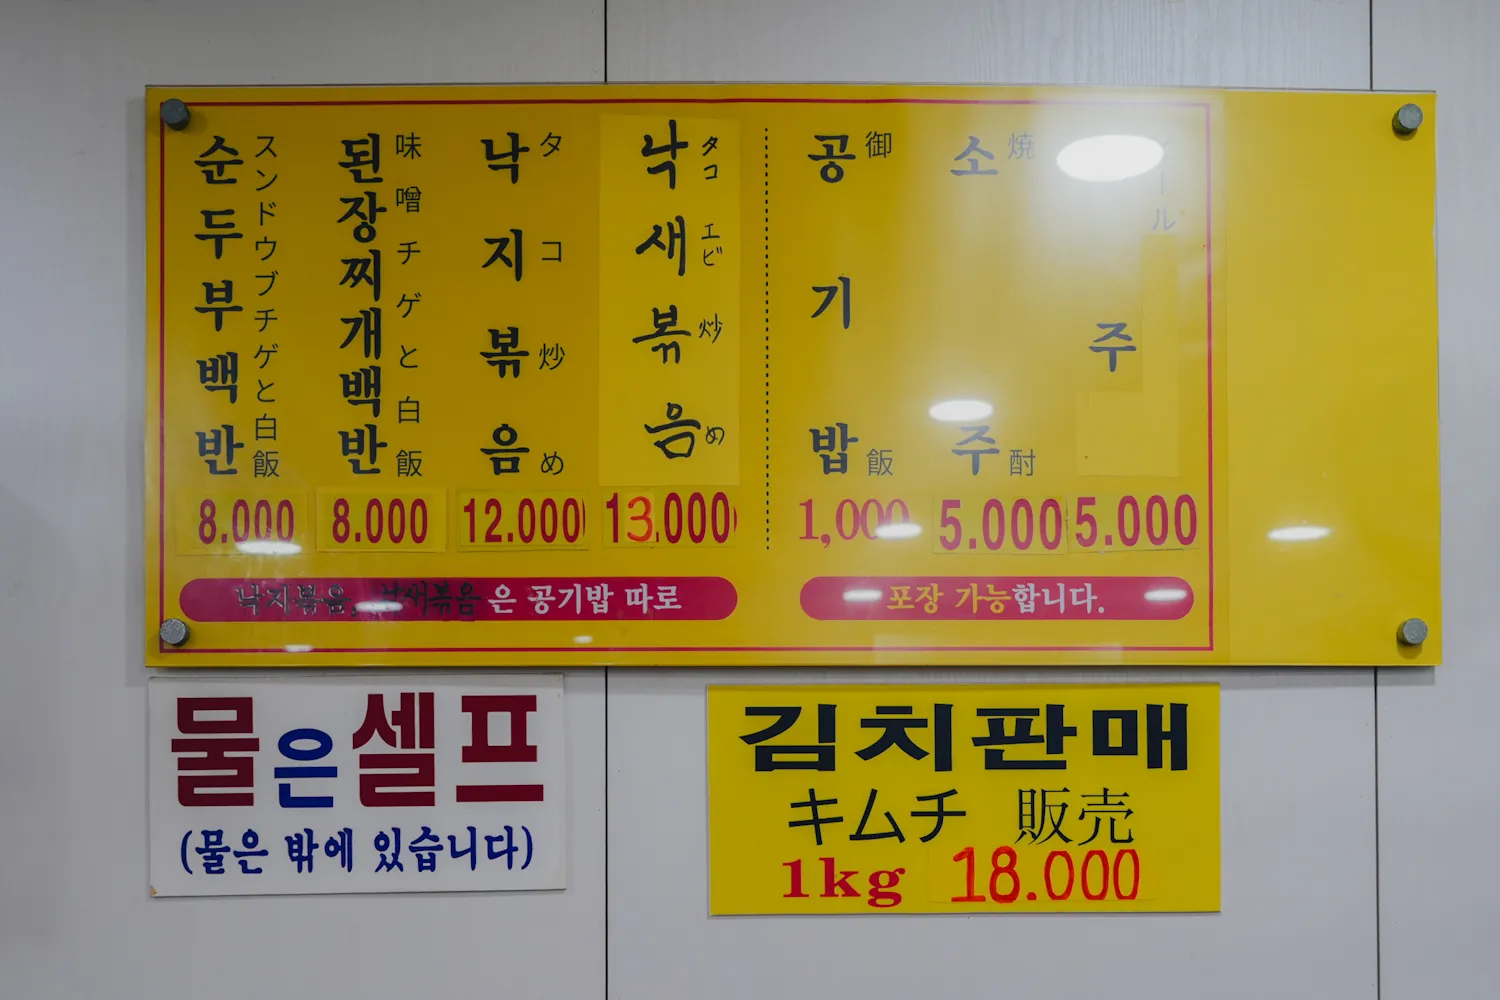 순두부백반
スンドウブチゲと白飯
8.000
된장찌개백반
味噌チゲと白飯
8.000
낙지볶음
タコ炒め
12.000
낙새볶음
タコエビ炒め
13.000
공기밥
御飯
1,000
소주
焼酎
5.000
주
ール
5.000
낙지볶음, 낙새볶음은 공기밥 따로
포장 가능합니다.
물은 셀프
(물은 밖에 있습니다)
김치판매
キムチ 販売
1kg 18.000